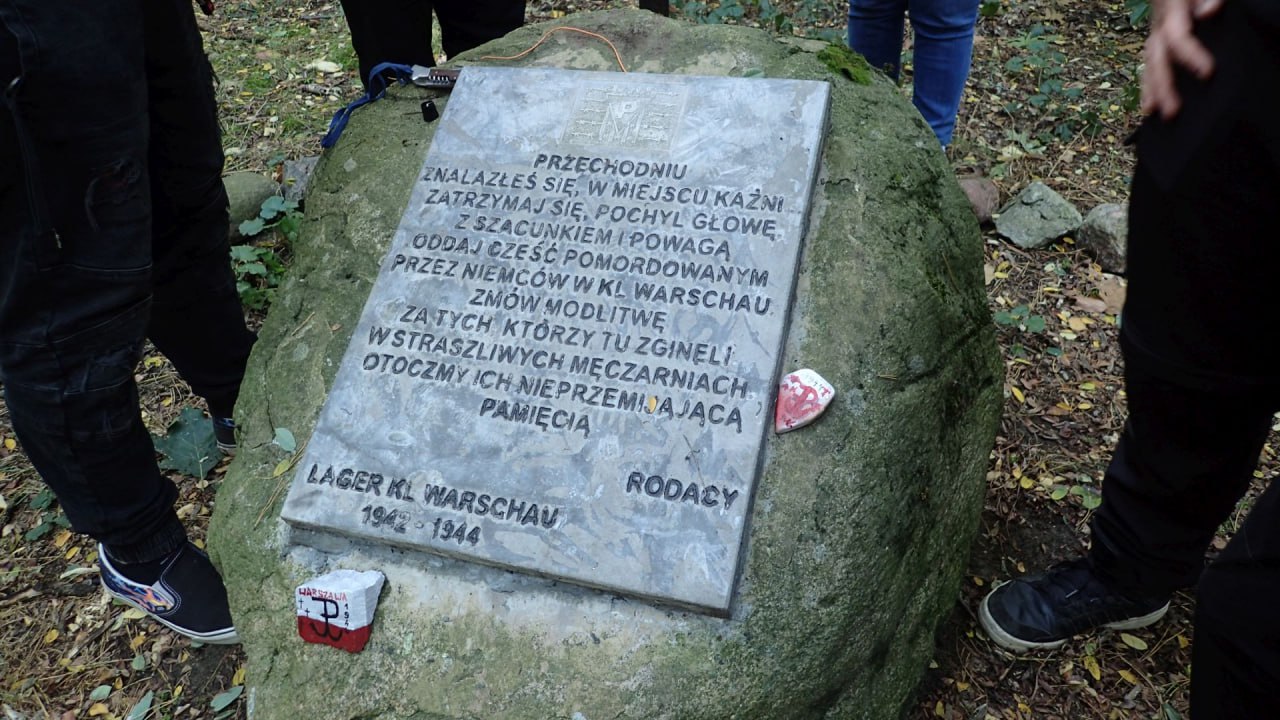 PRZECHODNIU
ZNALAZŁEŚ SIĘ, W MIEJSCU KAŹNI
ZATRZYMAJ SIĘ, POCHYL GŁOWĘ
Z SZACUNKIEM I POWAGĄ
ODDAJ CZEŚĆ POMORDOWANYM
PRZEZ NIEMCÓW W KL WARSCHAU.
ZMÓW MODLITWĘ
ZA TYCH, KTÓRZY TU ZGINĘLI
W STRASZLIWYCH MĘCZARNIACH
OTOCZMY ICH NIEPRZEMIJAJĄCĄ
PAMIĘCIĄ
RODACY
LAGER KL WARSCHAU
1942 - 1944
WARSZAWA